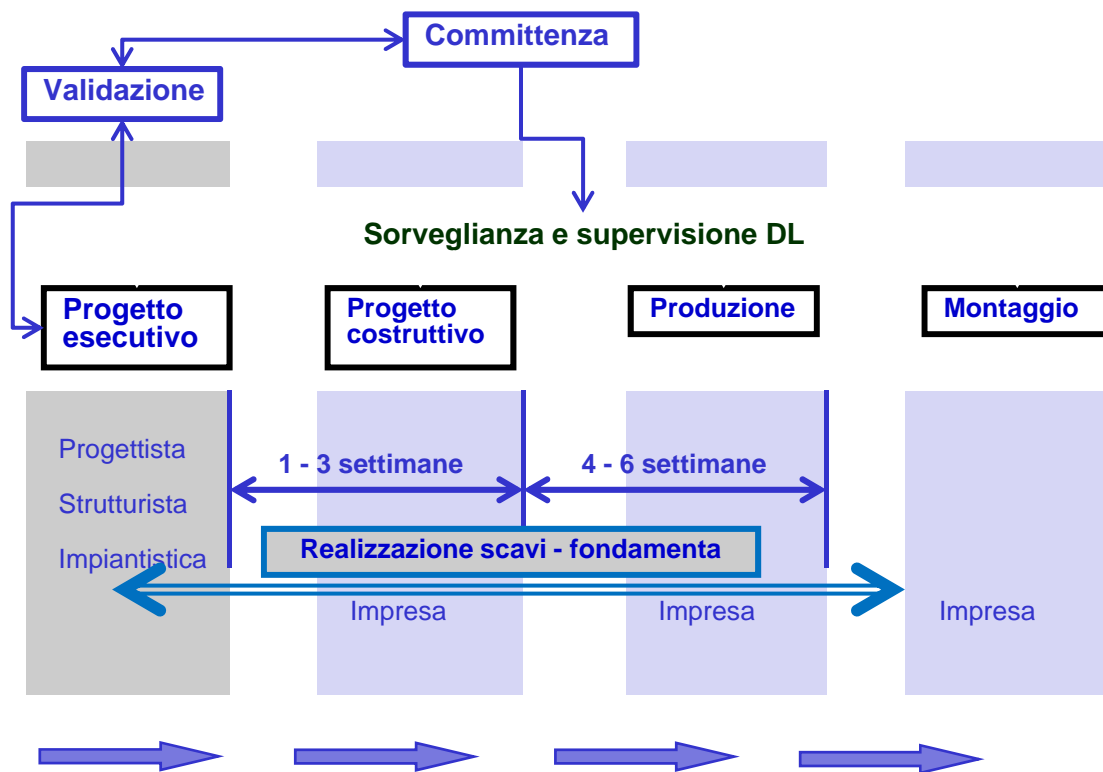 Committenza
Validazione
Sorveglianza e supervisione DL
Progetto
esecutivo
Progetto
costruttivo
Produzione
Montaggio
Progettista
Strutturista
Impiantistica
1 - 3 settimane
4 - 6 settimane
Realizzazione scavi - fondamenta
Impresa
Impresa
Impresa